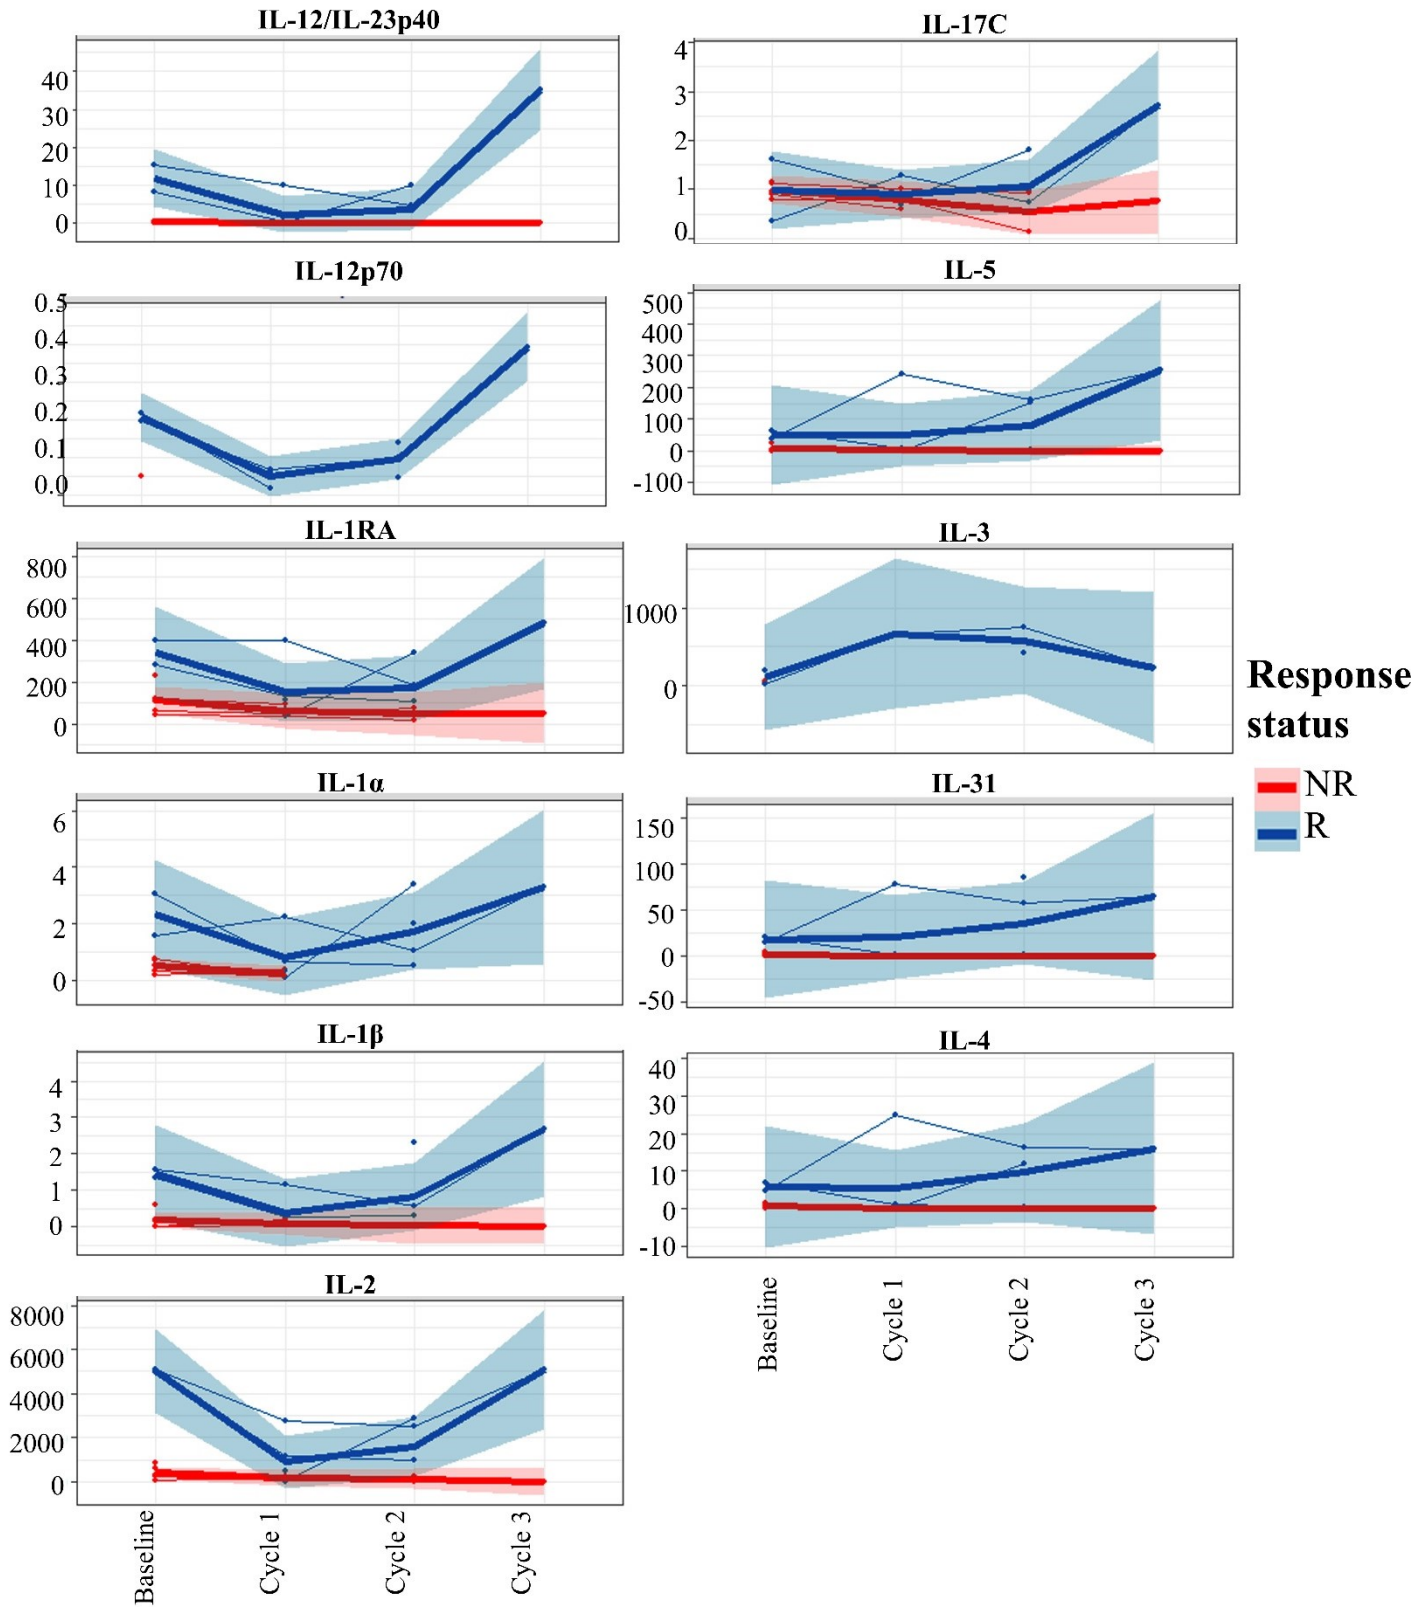 IL-12/IL-23p40
40
30
20
10
0
IL-17C
4
3
2
1
0
IL-12p70
0.5
0.4
0.3
0.2
0.1
0.0
IL-5
500
400
300
200
100
0
-100
IL-1RA
800
600
400
200
0
IL-3
1000
0
Response
status
NR
R
IL-1α
6
4
2
0
IL-31
150
100
50
0
-50
IL-1β
4
3
2
1
0
IL-4
40
30
20
10
0
-10
Baseline
Cycle 1
Cycle 2
Cycle 3
IL-2
8000
6000
4000
2000
0
Baseline
Cycle 1
Cycle 2
Cycle 3